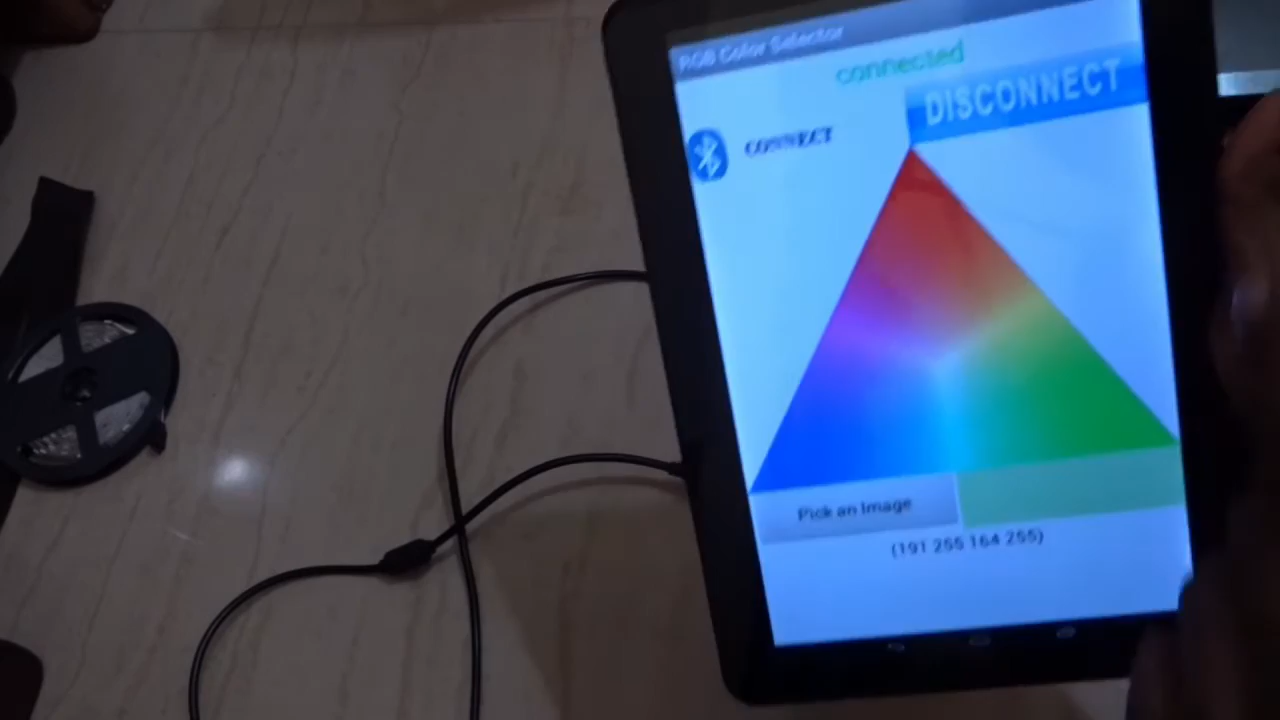 RGB Color Selector
connected
DISCONNECT
CONNECT
Pick an Image
(191 255 164 255)